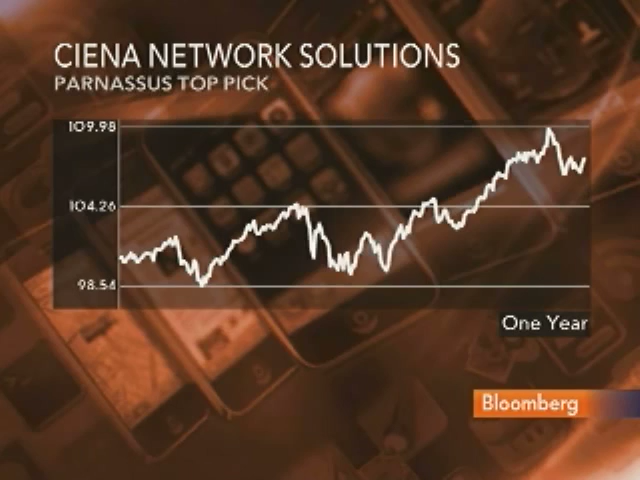 CIENA NETWORK SOLUTIONS
PARNASSUS TOP PICK
109.98
104.26
98.54
One Year
Bloomberg